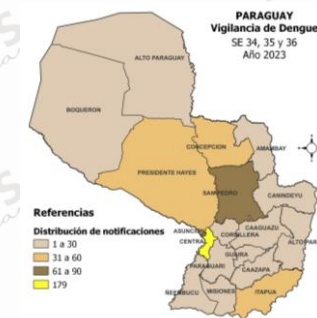 PARAGUAY
Vigilancia de Dengue
SE 34, 35 y 36
Año 2023
ALTO PARAGUAY
BOQUERON
CONCEPCION
AMAMBAY
PRESIDENTE HAYES
SAN PEDRO
CANINDEYU
Referencias
Distribución de notificaciones
1 a 30
31 a 60
61 a 90
179
ASUNCION
CENTRAL
CORDILLERA
CAAGUAZU
ALTO PAR
GUAIRA
PARAGUARI
CAAZAPA
ÑEEMBUCU
MISIONES
ITAPUA